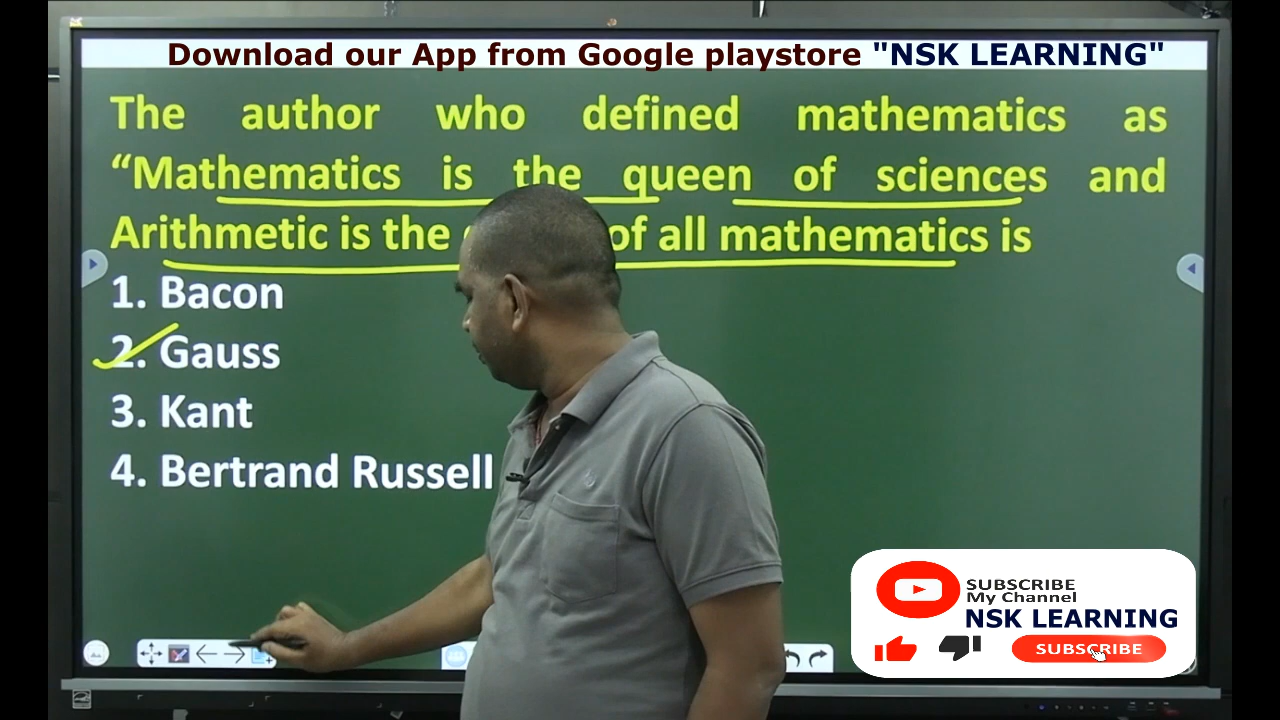 Download our App from Google playstore "NSK LEARNING"
The author who defined mathematics as
“Mathematics is the queen of sciences and
Arithmetic is the of all mathematics is
1. Bacon
2. Gauss
3. Kant
4. Bertrand Russell
SUBSCRIBE
My Channel
NSK LEARNING
SUBSCRIBE